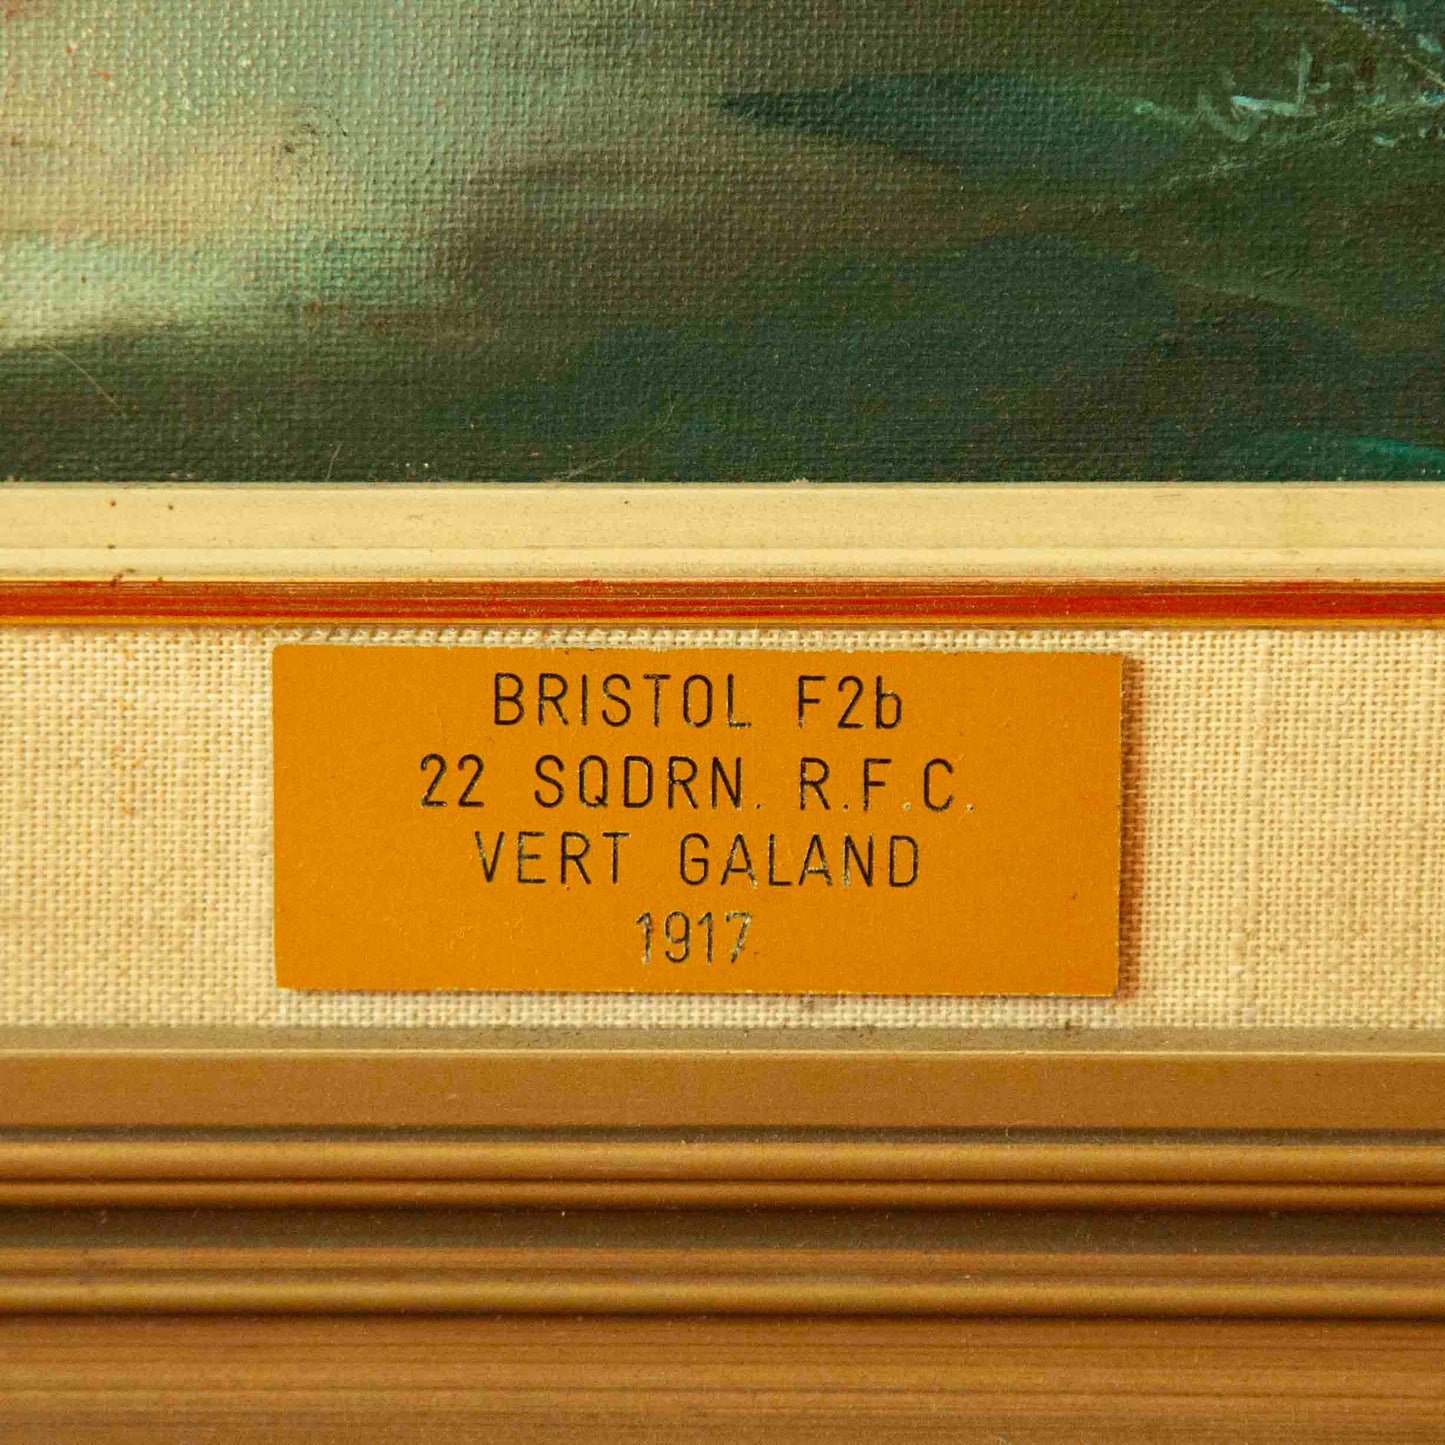 BRISTOL F2b
22 SQDRN. R.F.C.
VERT GALAND
1917